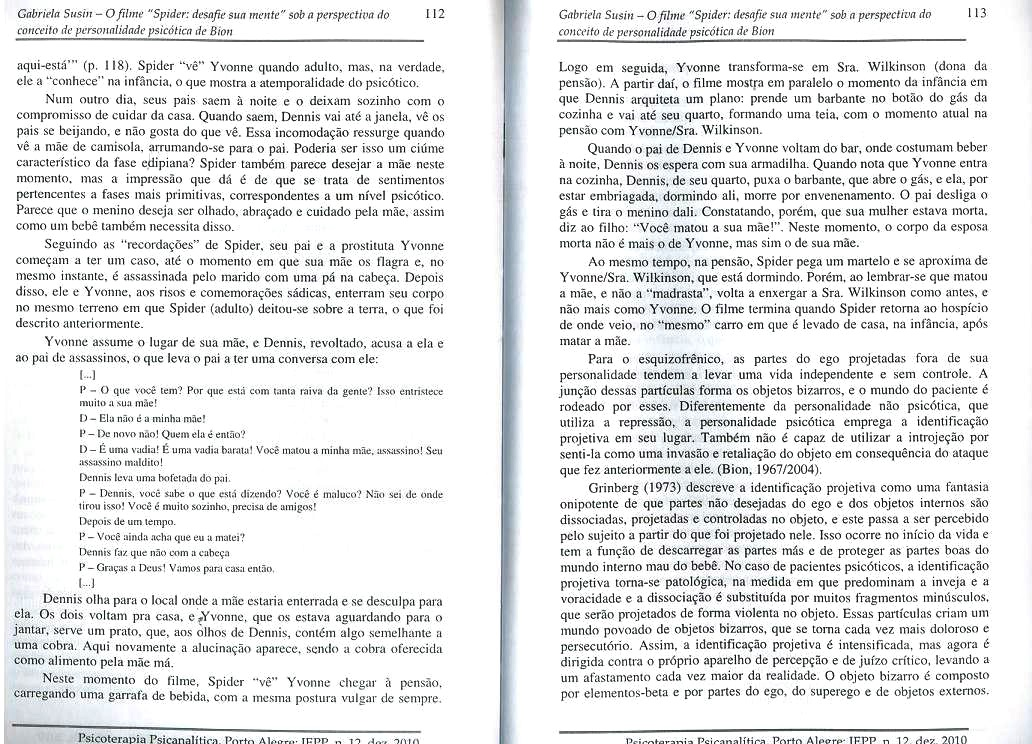 Gabriela Susin – O filme "Spider: desafie sua mente" sob a perspectiva do
conceito de personalidade psicótica de Bion
112
aqui-está'" (p. 118). Spider "vê" Yvonne quando adulto, mas, na verdade,
ele a "conhece" na infância, o que mostra a atemporalidade do psicótico.
Num outro dia, seus pais saem à noite e o deixam sozinho com o
compromisso de cuidar da casa. Quando saem, Dennis vai até a janela, vê os
pais se beijando, e não gosta do que vê. Essa incomodação ressurge quando
vê a mãe de camisola, arrumando-se para o pai. Poderia ser isso um ciúme
característico da fase edipiana? Spider também parece desejar a mãe neste
momento, mas a impressão que dá é de que se trata de sentimentos
pertencentes a fases mais primitivas, correspondentes a um nível psicótico.
Parece que o menino deseja ser olhado, abraçado e cuidado pela mãe, assim
como um bebê também necessita disso.
Seguindo as "recordações" de Spider, seu pai e a prostituta Yvonne
começam a ter um caso, até o momento em que sua mãe os flagra e, no
mesmo instante, é assassinada pelo marido com uma pá na cabeça. Depois
disso, ele e Yvonne, aos risos e comemorações sádicas, enterram seu corpo
no mesmo terreno em que Spider (adulto) deitou-se sobre a terra, o que foi
descrito anteriormente.
Yvonne assume o lugar de sua mãe, e Dennis, revoltado, acusa a ela e
ao pai de assassinos, o que leva o pai a ter uma conversa com ele:
[...]
P – O que você tem? Por que está com tanta raiva da gente? Isso entristece
muito a sua mãe!
D – Ela não é a minha mãe!
P – De novo não! Quem ela é então?
D – É uma vadia! É uma vadia barata! Você matou a minha mãe, assassino! Seu
assassino maldito!
Dennis leva uma bofetada do pai.
P – Dennis, você sabe o que está dizendo? Você é maluco? Não sei de onde
tirou isso! Você é muito sozinho, precisa de amigos!
Depois de um tempo.
P – Você ainda acha que eu a matei?
Dennis faz que não com a cabeça
P – Graças a Deus! Vamos para casa então.
[...]
Dennis olha para o local onde a mãe estaria enterrada e se desculpa para
ela. Os dois voltam pra casa, e Yvonne, que os estava aguardando para o
jantar, serve um prato, que, aos olhos de Dennis, contém algo semelhante a
uma cobra. Aqui novamente a alucinação aparece, sendo a cobra oferecida
como alimento pela mãe má.
Neste momento do filme, Spider "vê" Yvonne chegar à pensão,
carregando uma garrafa de bebida, com a mesma postura vulgar de sempre.
Psicoterapia Psicanalítica, Porto Alegre: IEPP, n. 12, dez. 2010
Gabriela Susin – O filme "Spider: desafie sua mente" sob a perspectiva do
conceito de personalidade psicótica de Bion
113
Logo em seguida, Yvonne transforma-se em Sra. Wilkinson (dona da
pensão). A partir daí, o filme mostra em paralelo o momento da infância em
que Dennis arquiteta um plano: prende um barbante no botão do gás da
cozinha e vai até seu quarto, formando uma teia, com o momento atual na
pensão com Yvonne/Sra. Wilkinson.
Quando o pai de Dennis e Yvonne voltam do bar, onde costumam beber
à noite, Dennis os espera com sua armadilha. Quando nota que Yvonne entra
na cozinha, Dennis, de seu quarto, puxa o barbante, que abre o gás, e ela, por
estar embriagada, dormindo ali, morre por envenenamento. O pai desliga o
gás e tira o menino dali. Constatando, porém, que sua mulher estava morta,
diz ao filho: "Você matou a sua mãe!". Neste momento, o corpo da esposa
morta não é mais o de Yvonne, mas sim o de sua mãe.
Ao mesmo tempo, na pensão, Spider pega um martelo e se aproxima de
Yvonne/Sra. Wilkinson, que está dormindo. Porém, ao lembrar-se que matou
a mãe, e não a "madrasta", volta a enxergar a Sra. Wilkinson como antes, e
não mais como Yvonne. O filme termina quando Spider retorna ao hospício
de onde veio, no "mesmo" carro em que é levado de casa, na infância, após
matar a mãe.
Para o esquizofrênico, as partes do ego projetadas fora de sua
personalidade tendem a levar uma vida independente e sem controle. A
junção dessas partículas forma os objetos bizarros, e o mundo do paciente é
rodeado por esses. Diferentemente da personalidade não psicótica, que
utiliza a repressão, a personalidade psicótica emprega a identificação
projetiva em seu lugar. Também não é capaz de utilizar a introjeção por
senti-la como uma invasão e retaliação do objeto em consequência do ataque
que fez anteriormente a ele. (Bion, 1967/2004).
Grinberg (1973) descreve a identificação projetiva como uma fantasia
onipotente de que partes não desejadas do ego e dos objetos internos são
dissociadas, projetadas e controladas no objeto, e este passa a ser percebido
pelo sujeito a partir do que foi projetado nele. Isso ocorre no início da vida e
tem a função de descarregar as partes más e de proteger as partes boas do
mundo interno mau do bebê. No caso de pacientes psicóticos, a identificação
projetiva torna-se patológica, na medida em que predominam a inveja e a
voracidade e a dissociação é substituída por muitos fragmentos minúsculos,
que serão projetados de forma violenta no objeto. Essas partículas criam um
mundo povoado de objetos bizarros, que se torna cada vez mais doloroso e
persecutório. Assim, a identificação projetiva é intensificada, mas agora é
dirigida contra o próprio aparelho de percepção e de juízo crítico, levando a
um afastamento cada vez maior da realidade. O objeto bizarro é composto
por elementos-beta e por partes do ego, do superego e de objetos externos.
Psicoterapia Psicanalítica, Porto Alegre: IEPP, n. 12, dez. 2010